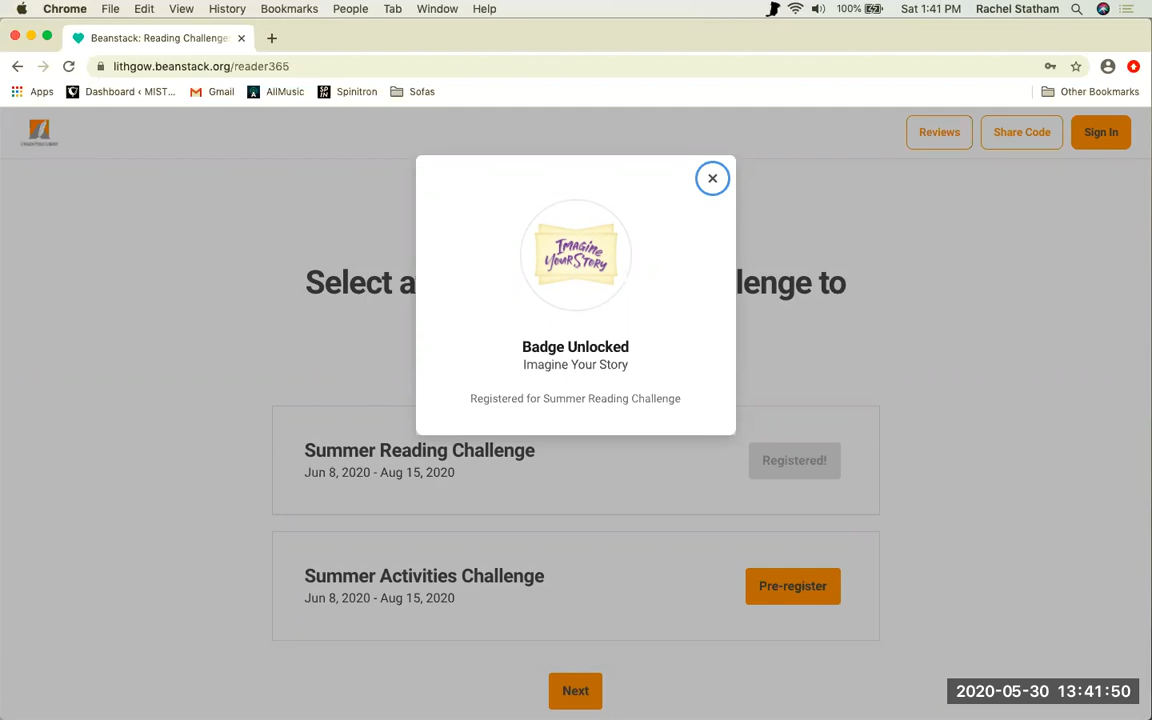 Chrome File Edit View History Bookmarks People Tab Window Help 100% Sat 1:41 PM Rachel Statham
Beanstack: Reading Challenge
lithgow.beanstack.org/reader365
Apps Dashboard ‹ MIST... Gmail AllMusic Spinitron Sofas Other Bookmarks
Reviews Share Code Sign In
Imagine
Your Story
Select a lenge to
Badge Unlocked
Imagine Your Story
Registered for Summer Reading Challenge
Summer Reading Challenge
Jun 8, 2020 - Aug 15, 2020
Registered!
Summer Activities Challenge
Jun 8, 2020 - Aug 15, 2020
Pre-register
Next
2020-05-30 13:41:50